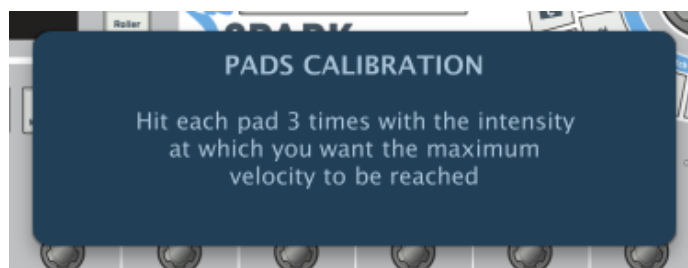 Roller
SPARK
PADS CALIBRATION
Hit each pad 3 times with the intensity
at which you want the maximum
velocity to be reached